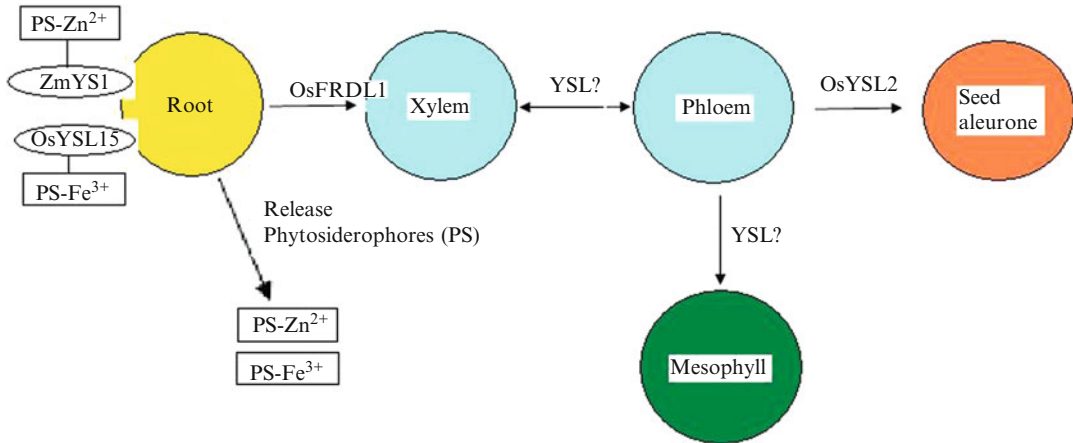 PS-Zn²⁺
ZmYS1
Root
OsYSL15
PS-Fe³⁺
OsFRDL1
Xylem
YSL?
Phloem
OsYSL2
Seed
aleurone
Release
Phytosiderophores (PS)
PS-Zn²⁺
PS-Fe³⁺
YSL?
Mesophyll